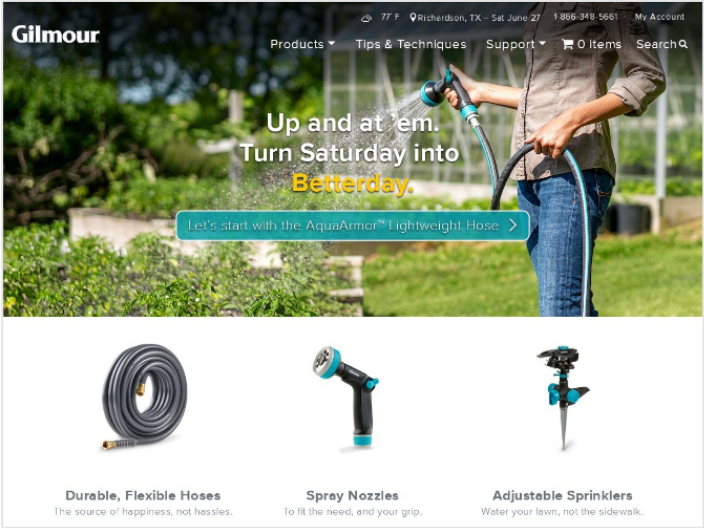 77° F Richardson, TX – Sat June 27 1-866-348-5661 My Account
Gilmour
Products Tips & Techniques Support 0 Items Search
Up and at 'em.
Turn Saturday into
Betterday.
Let's start with the AquaArmor™ Lightweight Hose
Durable, Flexible Hoses
The source of happiness, not hassles.
Spray Nozzles
To fit the need, and your grip.
Adjustable Sprinklers
Water your lawn, not the sidewalk.